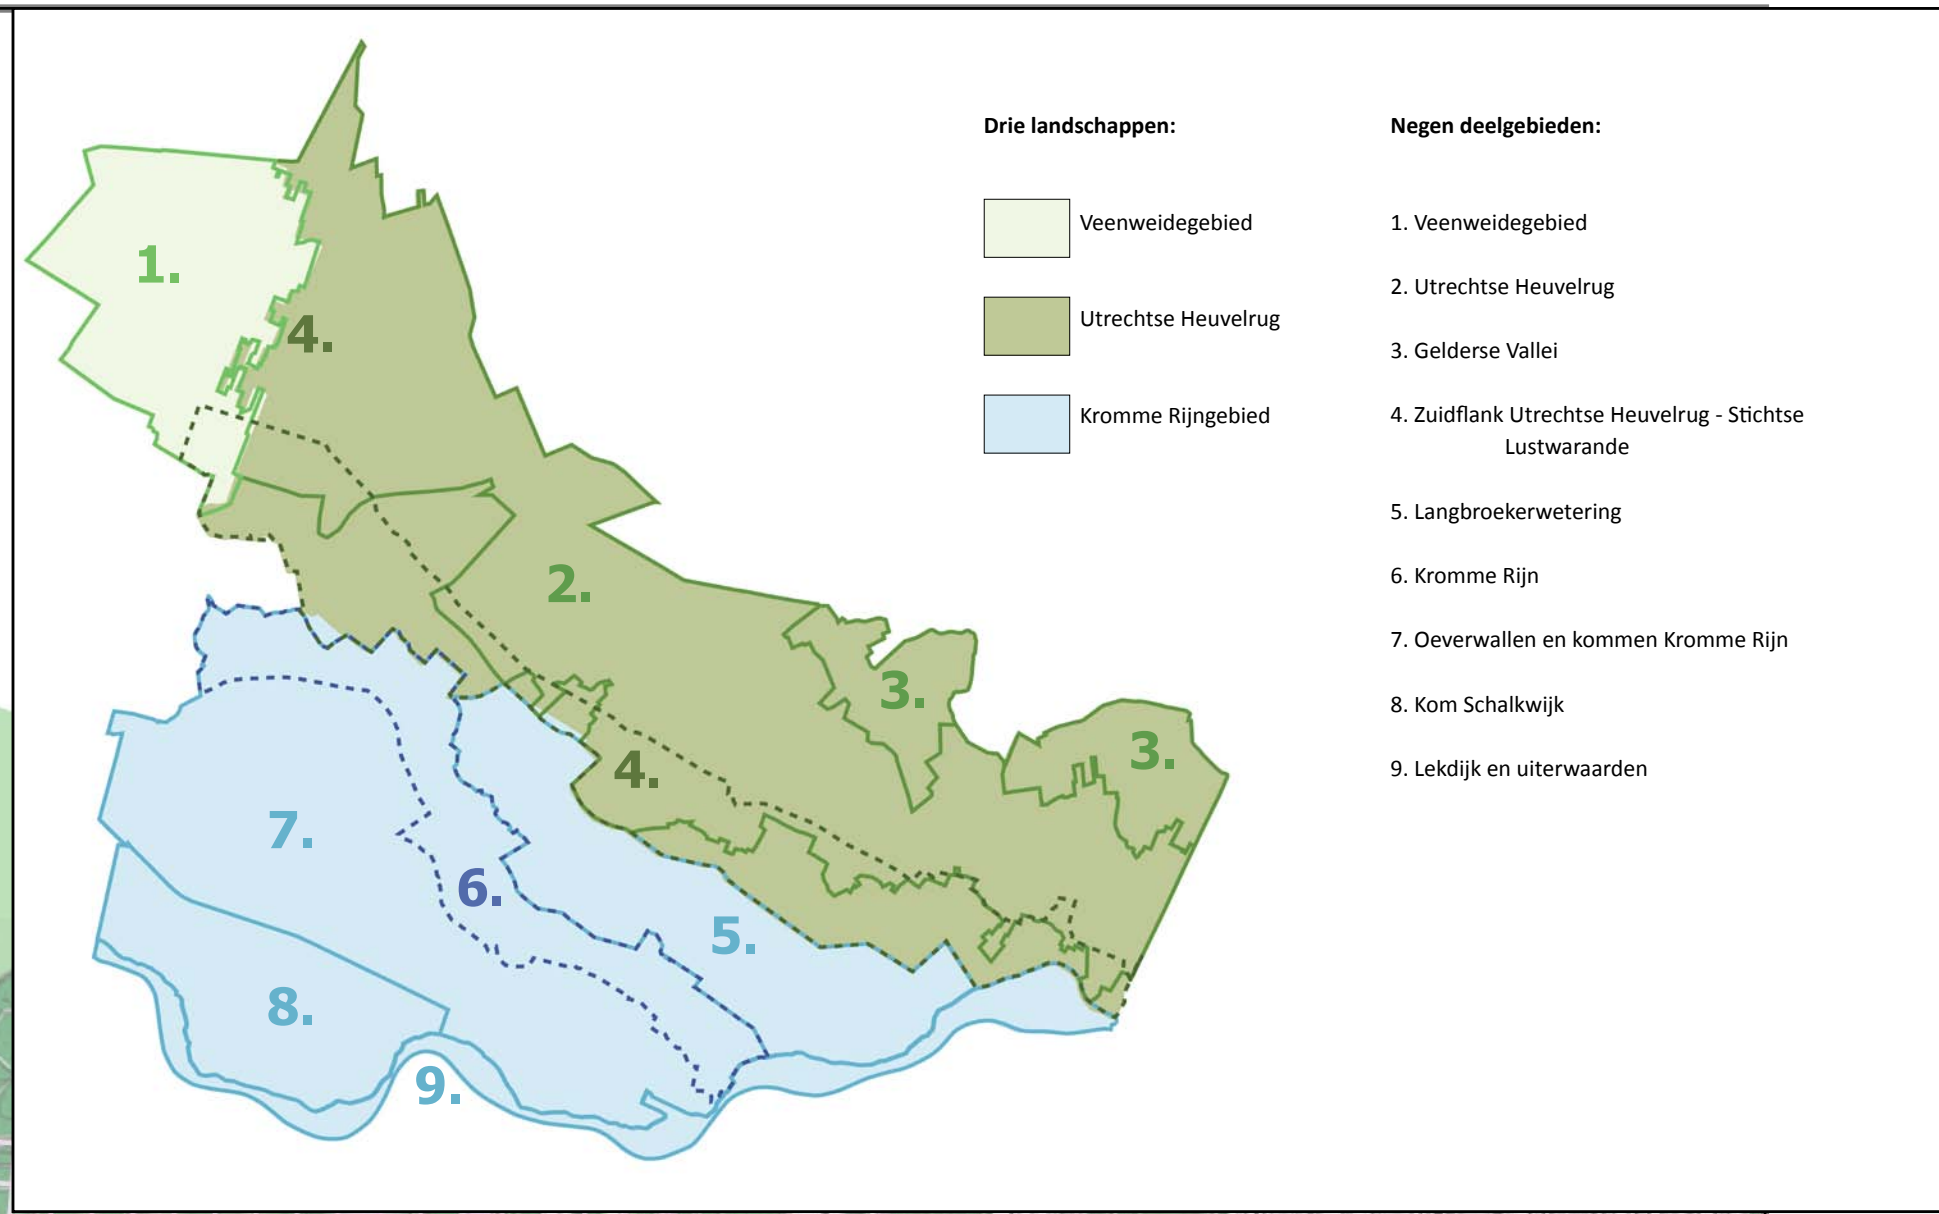 Drie landschappen:
Veenweidegebied
Utrechtse Heuvelrug
Kromme Rijngebied
Negen deelgebieden:
1. Veenweidegebied
2. Utrechtse Heuvelrug
3. Gelderse Vallei
4. Zuidflank Utrechtse Heuvelrug - Stichtse
Lustwarande
5. Langbroekerwetering
6. Kromme Rijn
7. Oeverwallen en kommen Kromme Rijn
8. Kom Schalkwijk
9. Lekdijk en uiterwaarden
1.
4.
2.
3.
3.
4.
7.
6.
5.
8.
9.